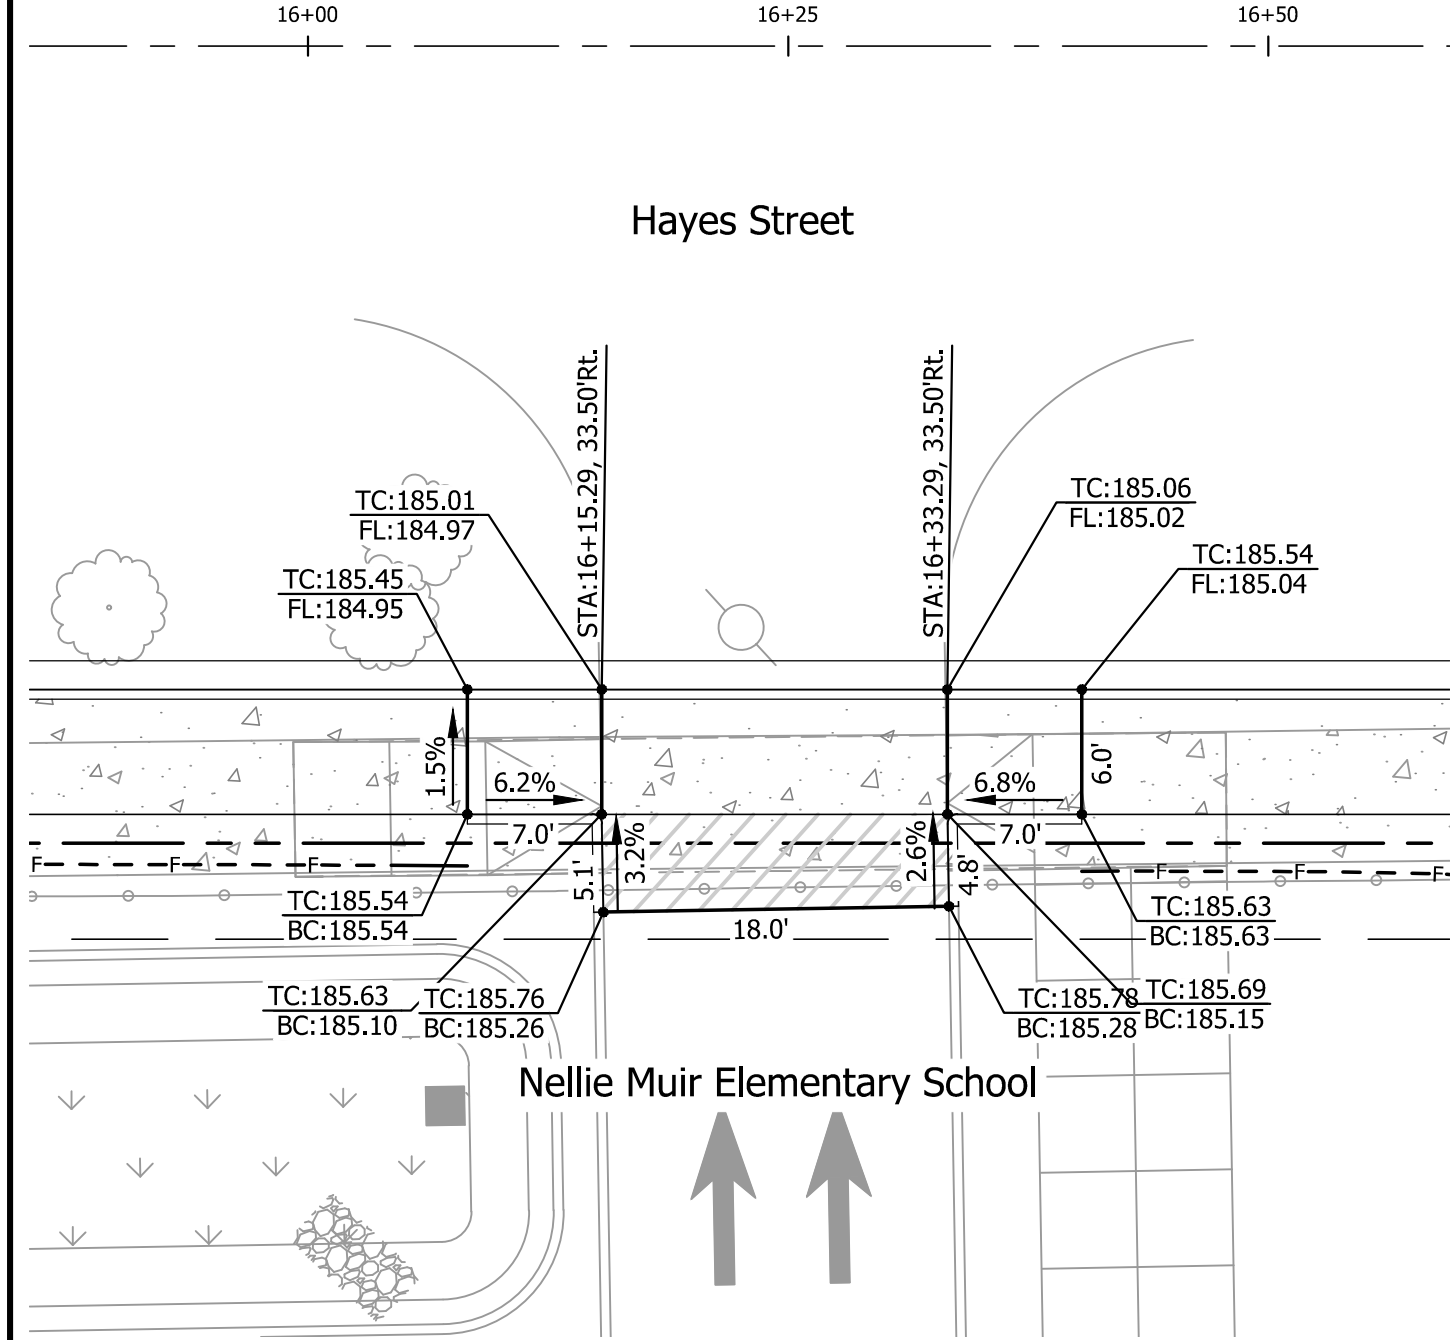 16+00
16+25
16+50
Hayes Street
STA:16+15.29, 33.50'Rt.
STA:16+33.29, 33.50'Rt.
TC:185.01
FL:184.97
TC:185.06
FL:185.02
TC:185.45
FL:184.95
TC:185.54
FL:185.04
1.5%
6.2%
6.8%
6.0'
7.0'
7.0'
3.2%
2.6%
5.1'
4.8'
F
F
F
F
F
F
18.0'
TC:185.54
BC:185.54
TC:185.63
BC:185.63
TC:185.63
BC:185.10
TC:185.76
BC:185.26
TC:185.78
BC:185.28
TC:185.69
BC:185.15
Nellie Muir Elementary School